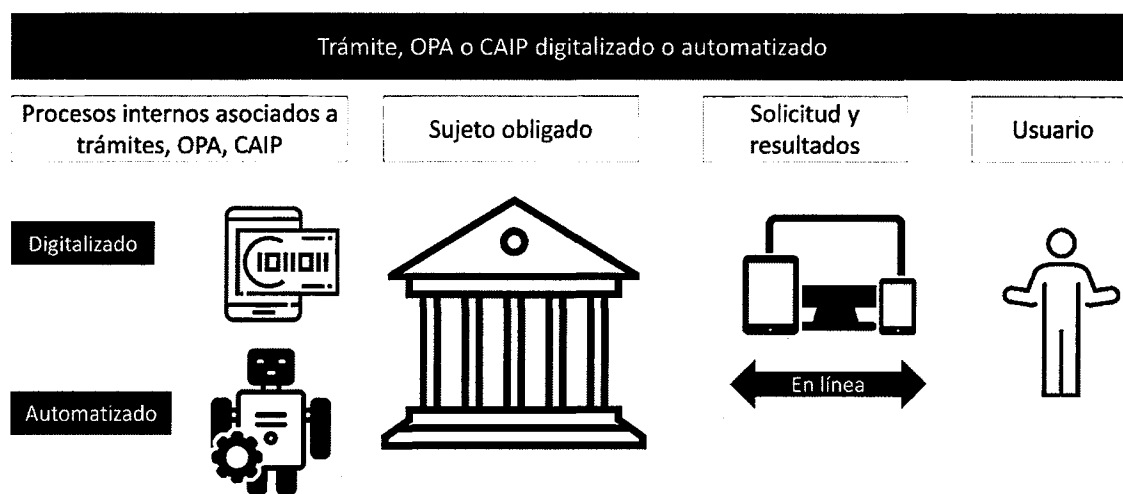 Trámite, OPA o CAIP digitalizado o automatizado
Procesos internos asociados a
trámites, OPA, CAIP
Sujeto obligado
Solicitud y
resultados
Usuario
Digitalizado
1011011
En línea
Automatizado